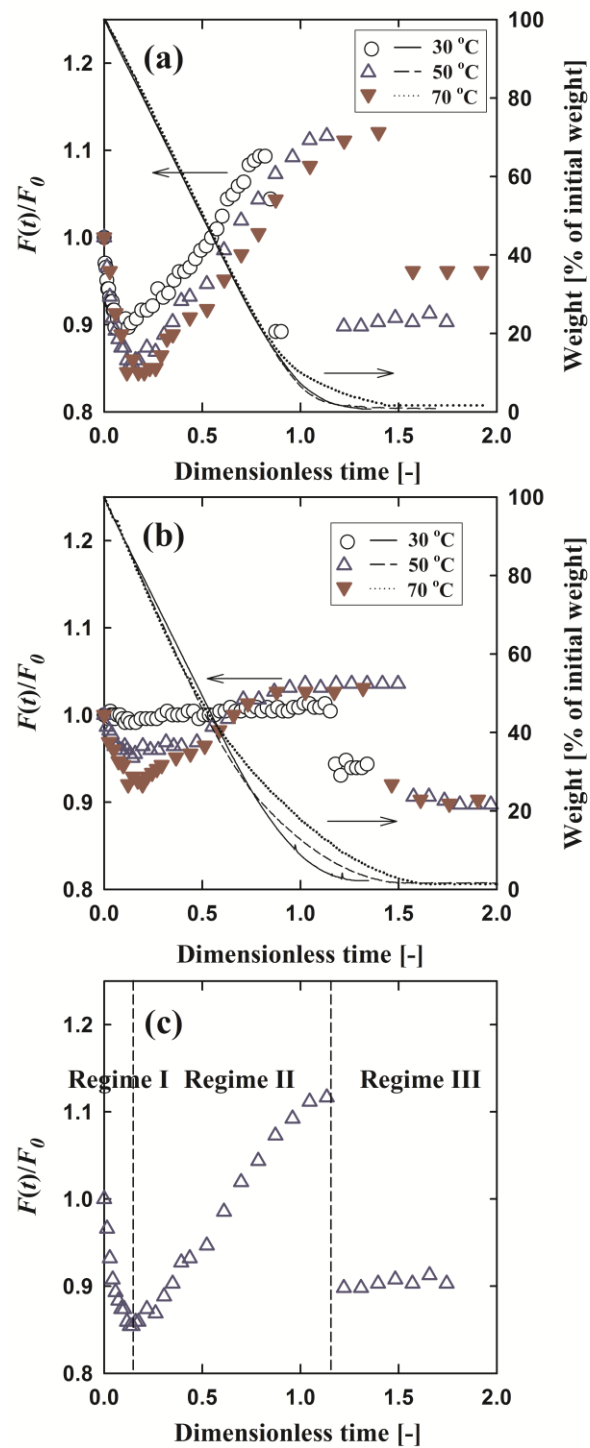 (a)
30 °C
50 °C
70 °C
1.2
1.1
1.0
0.9
0.8
100
80
60
40
20
0
F(t)/F0
Weight [% of initial weight]
0.0 0.5 1.0 1.5 2.0
Dimensionless time [-]
(b)
30 °C
50 °C
70 °C
1.2
1.1
1.0
0.9
0.8
100
80
60
40
20
0
F(t)/F0
Weight [% of initial weight]
0.0 0.5 1.0 1.5 2.0
Dimensionless time [-]
(c)
1.2
1.1
1.0
0.9
0.8
F(t)/F0
Regime I Regime II Regime III
0.0 0.5 1.0 1.5 2.0
Dimensionless time [-]